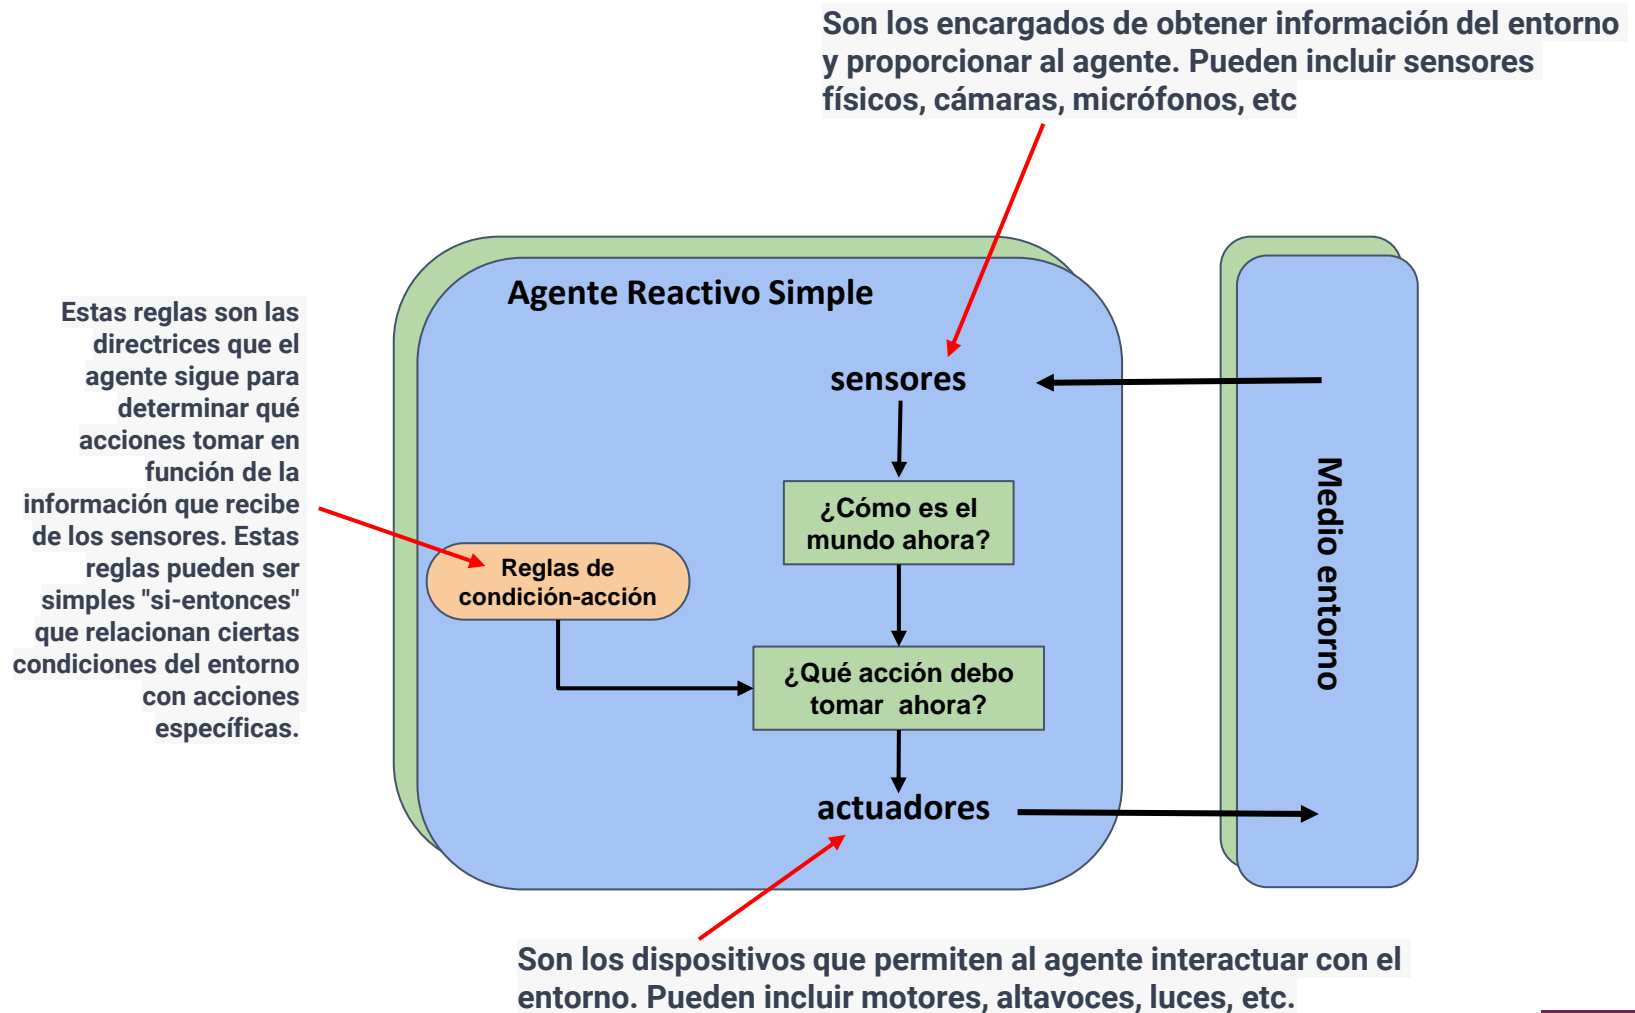 Son los encargados de obtener información del entorno
y proporcionar al agente. Pueden incluir sensores
físicos, cámaras, micrófonos, etc
Agente Reactivo Simple
Estas reglas son las
directrices que el
agente sigue para
determinar qué
acciones tomar en
función de la
información que recibe
de los sensores. Estas
reglas pueden ser
simples "si-entonces"
que relacionan ciertas
condiciones del entorno
con acciones
específicas.
sensores
¿Cómo es el
mundo ahora?
Reglas de
condición-acción
¿Qué acción debo
tomar  ahora?
actuadores
Medio entorno
Son los dispositivos que permiten al agente interactuar con el
entorno. Pueden incluir motores, altavoces, luces, etc.